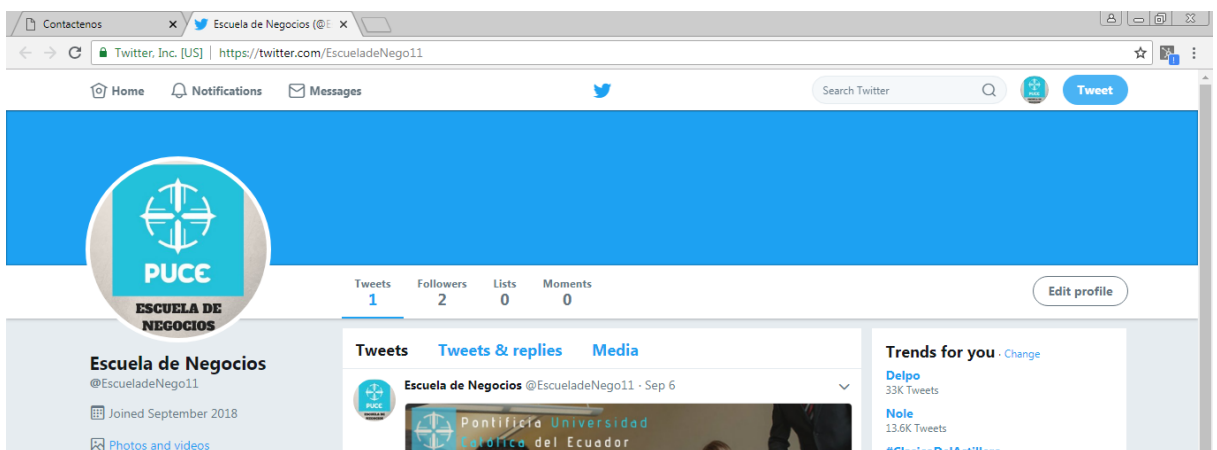 Contactenos
Escuela de Negocios (@E
Twitter, Inc. [US] | https://twitter.com/EscueladeNego11
Home Notifications Messages
Search Twitter
Tweet
PUCE
ESCUELA DE
NEGOCIOS
Tweets Followers Lists Moments
1 2 0 0
Edit profile
Escuela de Negocios
@EscueladeNego11
Joined September 2018
Photos and videos
Tweets Tweets & replies Media
Escuela de Negocios @EscueladeNego11 · Sep 6
Pontificia Universidad
Católica del Ecuador
Trends for you · Change
Delpo
33K Tweets
Nole
13.6K Tweets